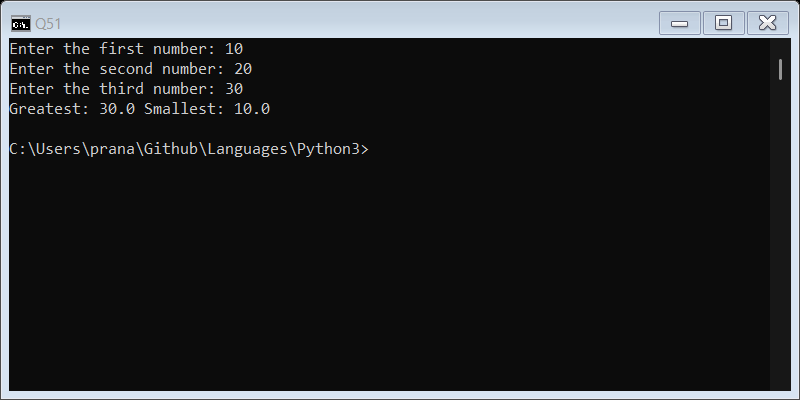 Q51
Enter the first number: 10
Enter the second number: 20
Enter the third number: 30
Greatest: 30.0 Smallest: 10.0
C:\Users\prana\Github\Languages\Python3>